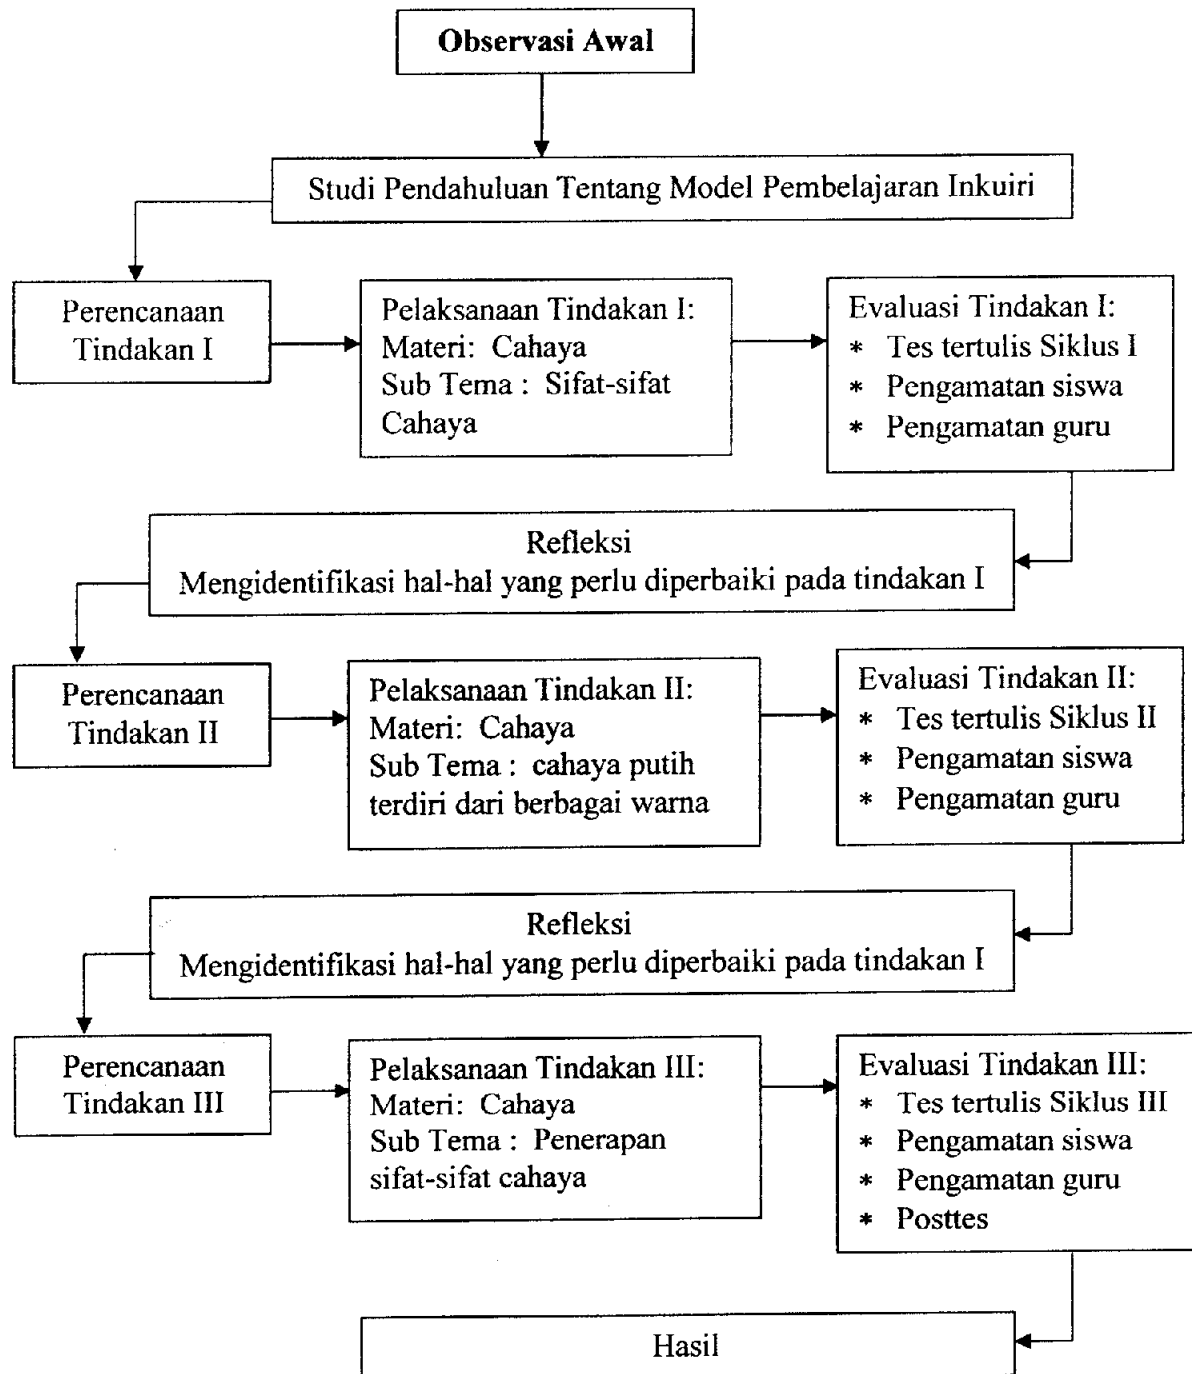 Observasi Awal
Studi Pendahuluan Tentang Model Pembelajaran Inkuiri
Perencanaan
Tindakan I
Pelaksanaan Tindakan I:
Materi: Cahaya
Sub Tema : Sifat-sifat
Cahaya
Evaluasi Tindakan I:
* Tes tertulis Siklus I
* Pengamatan siswa
* Pengamatan guru
Refleksi
Mengidentifikasi hal-hal yang perlu diperbaiki pada tindakan I
Perencanaan
Tindakan II
Pelaksanaan Tindakan II:
Materi: Cahaya
Sub Tema : cahaya putih
terdiri dari berbagai warna
Evaluasi Tindakan II:
* Tes tertulis Siklus II
* Pengamatan siswa
* Pengamatan guru
Refleksi
Mengidentifikasi hal-hal yang perlu diperbaiki pada tindakan I
Perencanaan
Tindakan III
Pelaksanaan Tindakan III:
Materi: Cahaya
Sub Tema : Penerapan
sifat-sifat cahaya
Evaluasi Tindakan III:
* Tes tertulis Siklus III
* Pengamatan siswa
* Pengamatan guru
* Posttes
Hasil